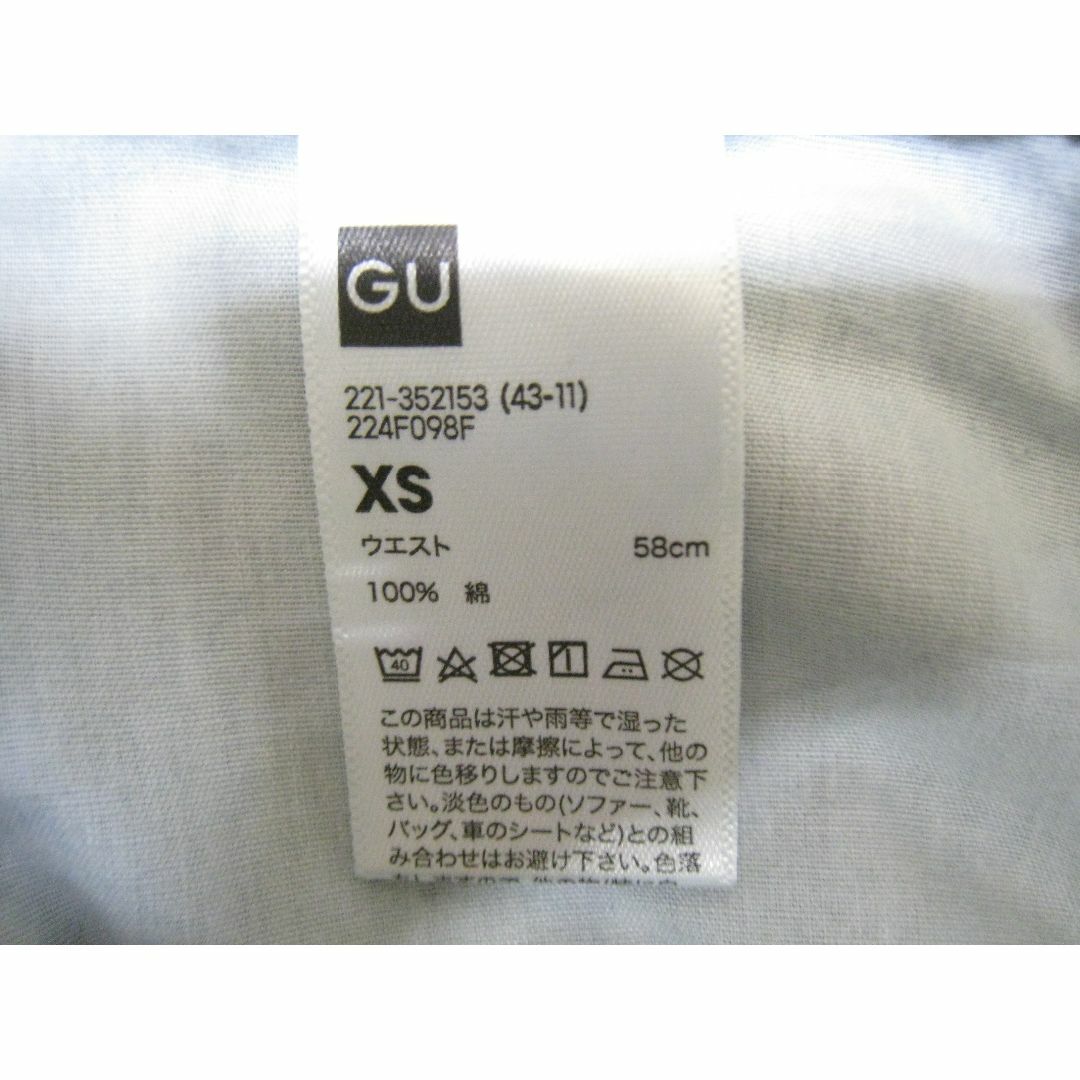 GU
221-352153 (43-11)
224F098F
XS
ウエスト 58cm
100% 綿
40
この商品は汗や雨等で湿った
状態、または摩擦によって、他の
物に色移りしますのでご注意下
さい。淡色のもの(ソファー、靴、
バッグ、車のシートなど)との組
み合わせはお避け下さい。色落